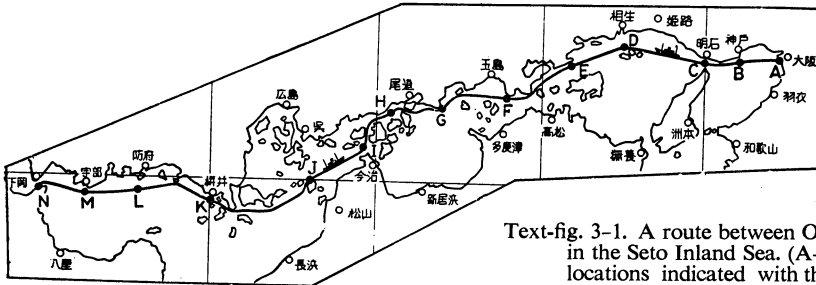 相生
姫路
D
明石
神戸
大阪
玉島
E
C
B
A
尾道
広島
H
G
F
羽衣
呉
高松
洲本
多度津
和歌山
I
今治
撫養
防府
宇部
J
新居浜
柳井
N
M
L
K
松山
八屋
長浜
Text-fig. 3-1. A route between O
in the Seto Inland Sea. (A-
locations indicated with th